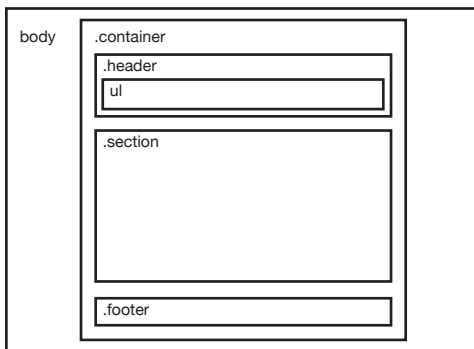 body
.container
.header
ul
.section
.footer